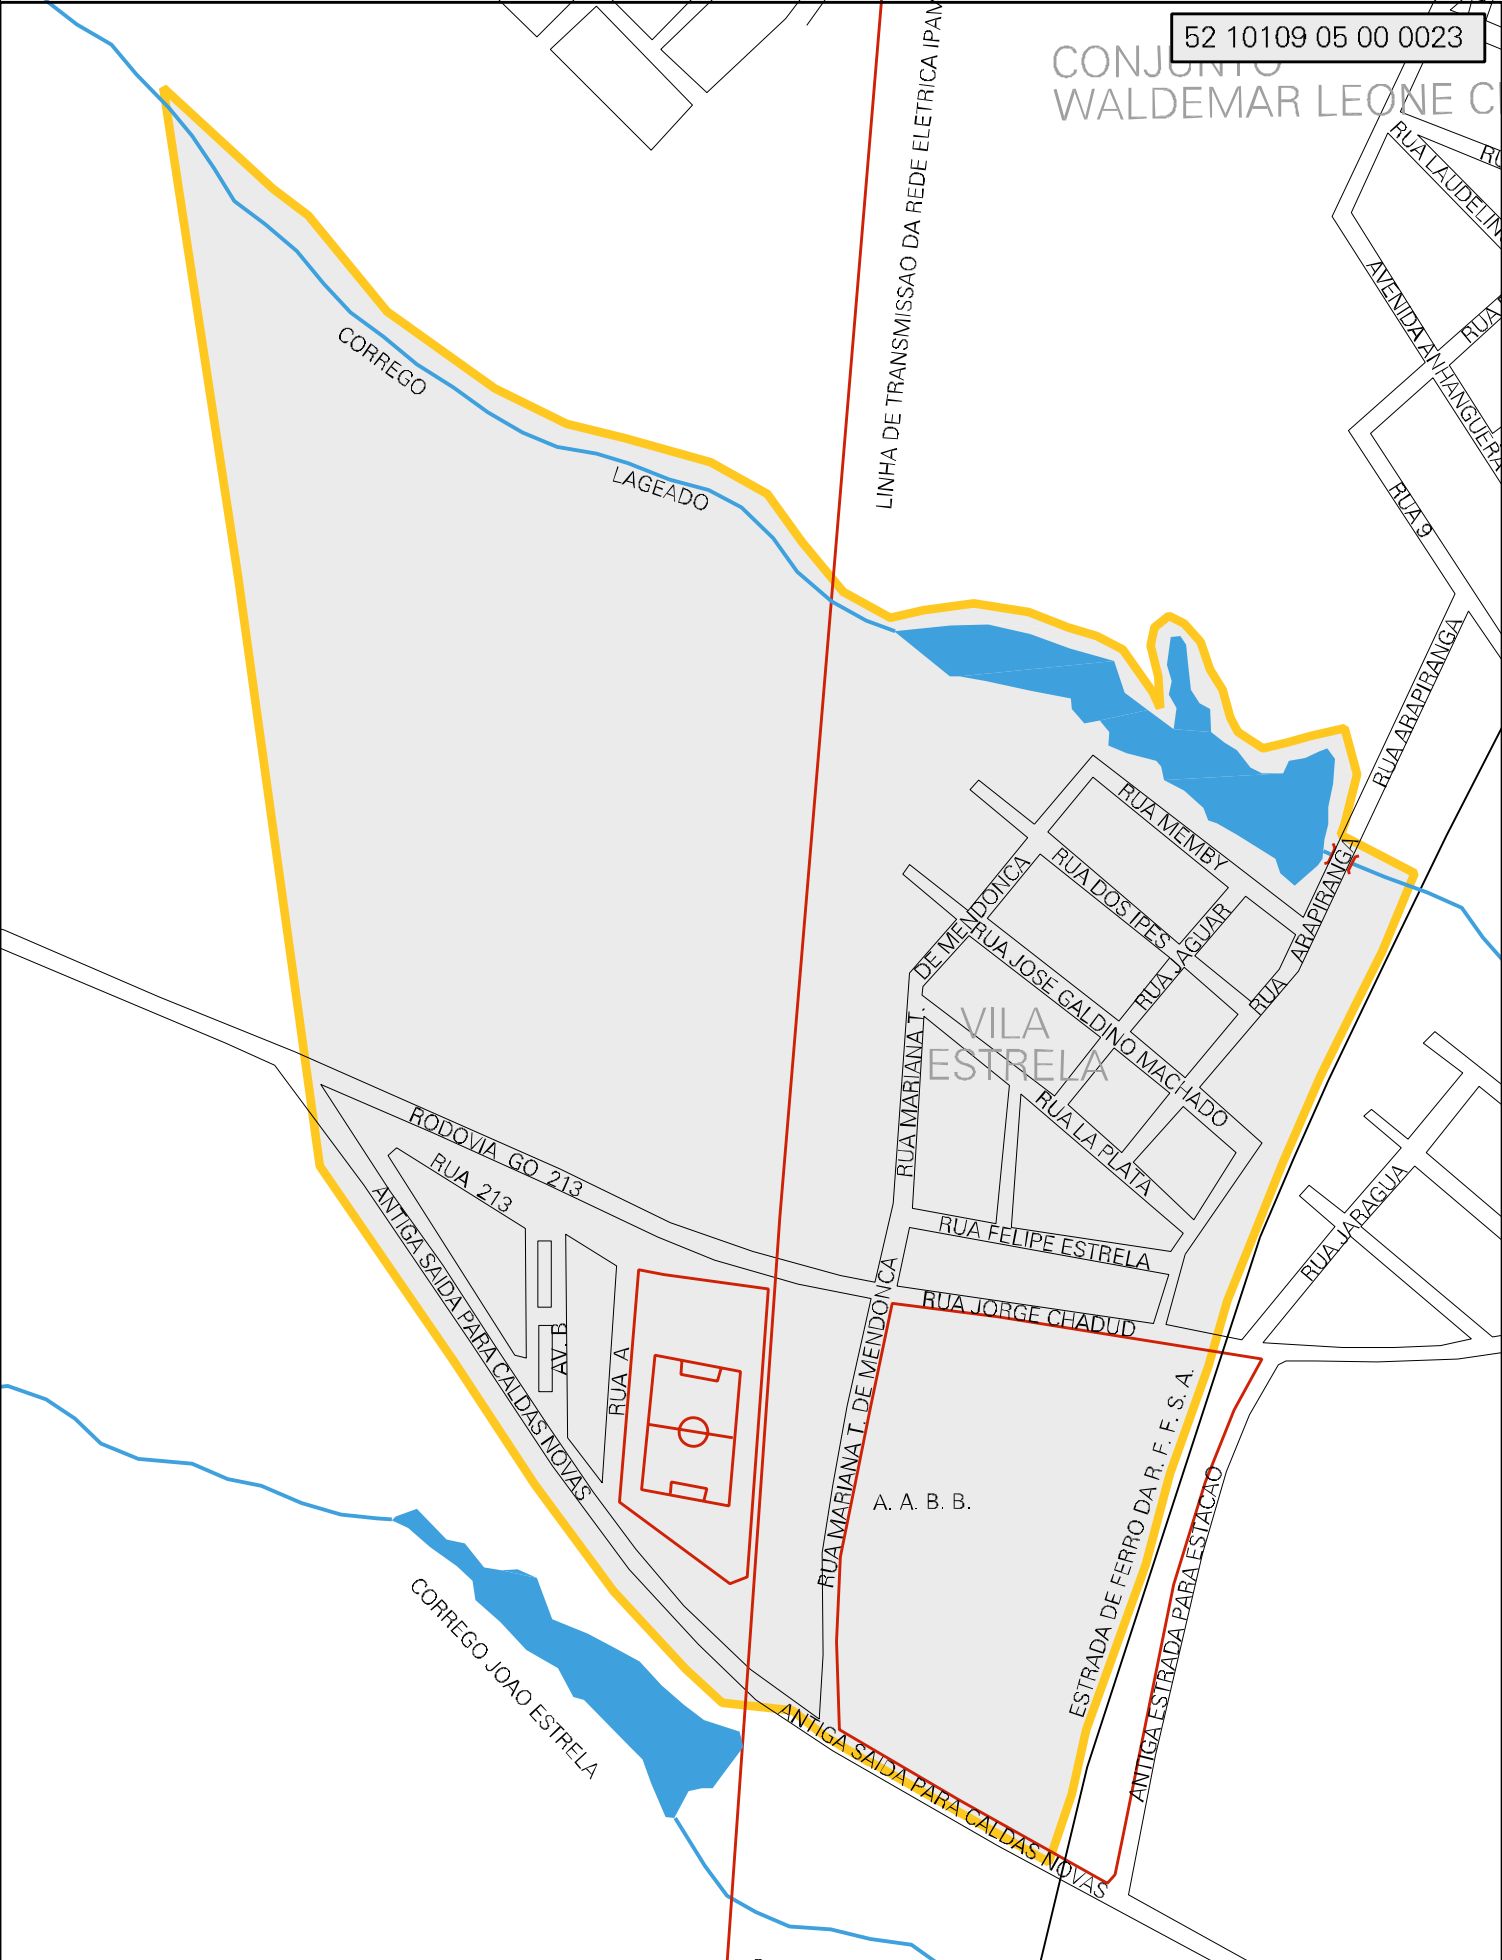 52 10109 05 00 0023
CONJUNTO
WALDEMAR LEONE
LINHA DE TRANSMISSAO DA REDE ELETRICA
RUA LAUDELIN
AVENIDA ANHANGUERA
RUA
RUA 9
CORREGO
LAGEADO
RUA ARAPIRANGA
RUA MEMBY
RUA DOS IPES
RUA JAGUAR
RUA ARAPIRANGA
RUA JOSE GALDINO MACHADO
RUA MARIANA T. DE MENDONCA
VILA
ESTRELA
RUA LA PLATA
RUA FELIPE ESTRELA
RUA JORGE CHADUD
RUA JARAGUA
RODOVIA GO 213
RUA 213
ANTIGA SAIDA PARA CALDAS NOVAS
AV. B
RUA A
RUA MARIANA T. DE MENDONCA
A. A. B. B.
ESTRADA DE FERRO DA R. F. F. S. A.
ANTIGA ESTRADA PARA ESTACAO
CORREGO JOAO ESTRELA
ANTIGA SAIDA PARA CALDAS NOVAS